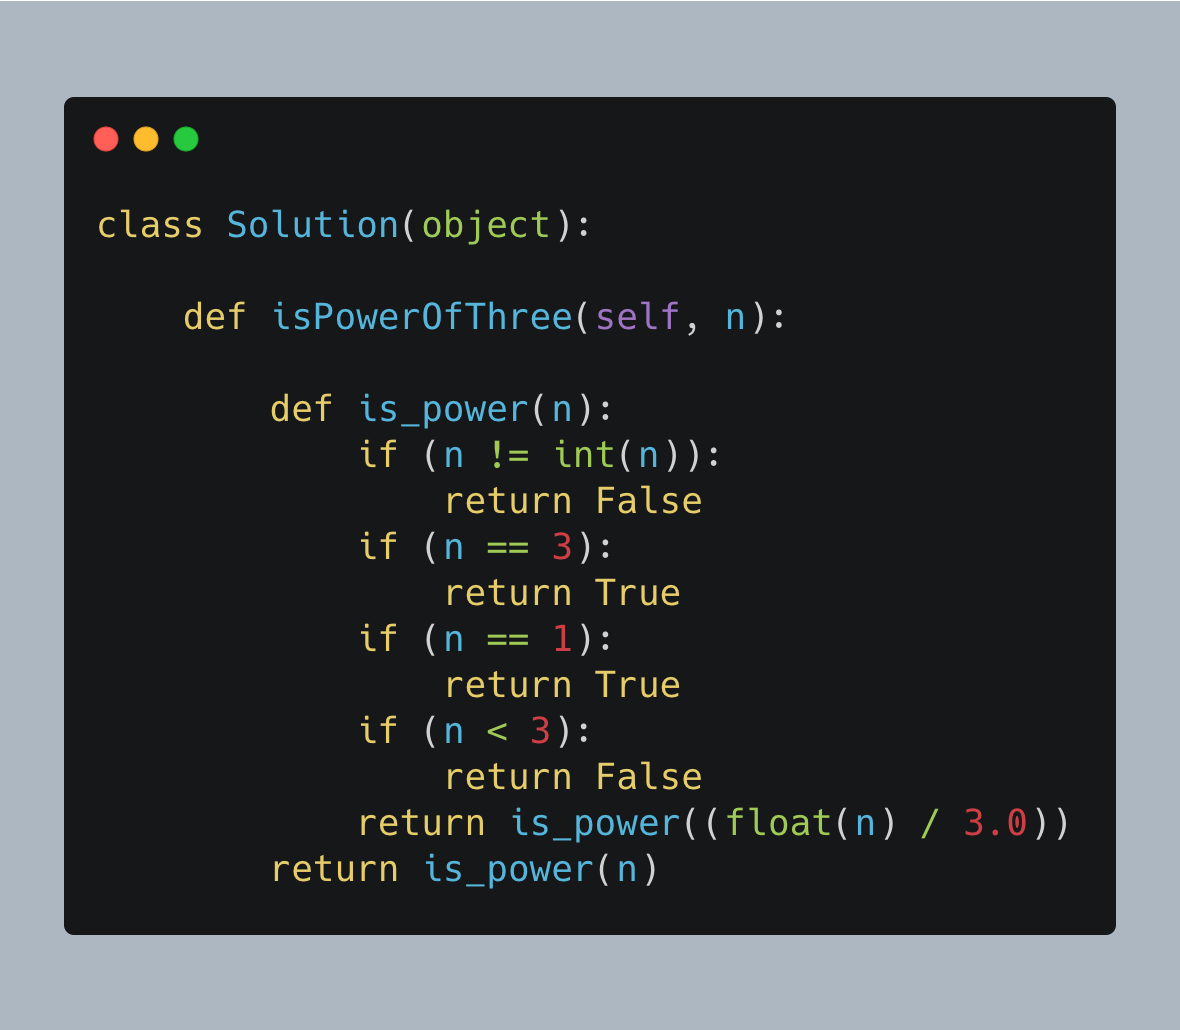 class Solution(object):

    def isPowerOfThree(self, n):

        def is_power(n):
            if (n != int(n)):
                return False
            if (n == 3):
                return True
            if (n == 1):
                return True
            if (n < 3):
                return False
            return is_power((float(n) / 3.0))
        return is_power(n)